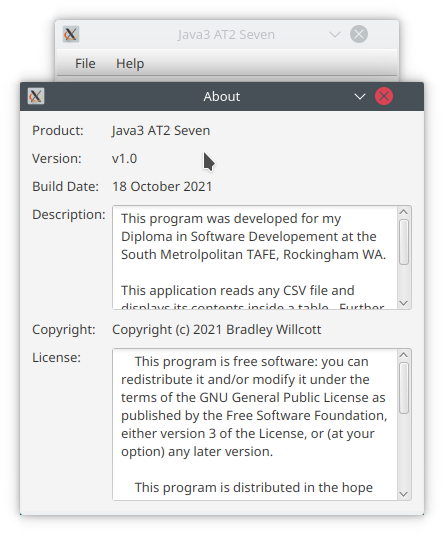 Java3 AT2 Seven
File Help
About
Product: Java3 AT2 Seven
Version: v1.0
Build Date: 18 October 2021
Description: This program was developed for my
Diploma in Software Developement at the
South Metrolpolitan TAFE, Rockingham WA.
This application reads any CSV file and
displays its contents inside a table. Further
Copyright: Copyright (c) 2021 Bradley Willcott
License: This program is free software: you can
redistribute it and/or modify it under the
terms of the GNU General Public License as
published by the Free Software Foundation,
either version 3 of the License, or (at your
option) any later version.
This program is distributed in the hope